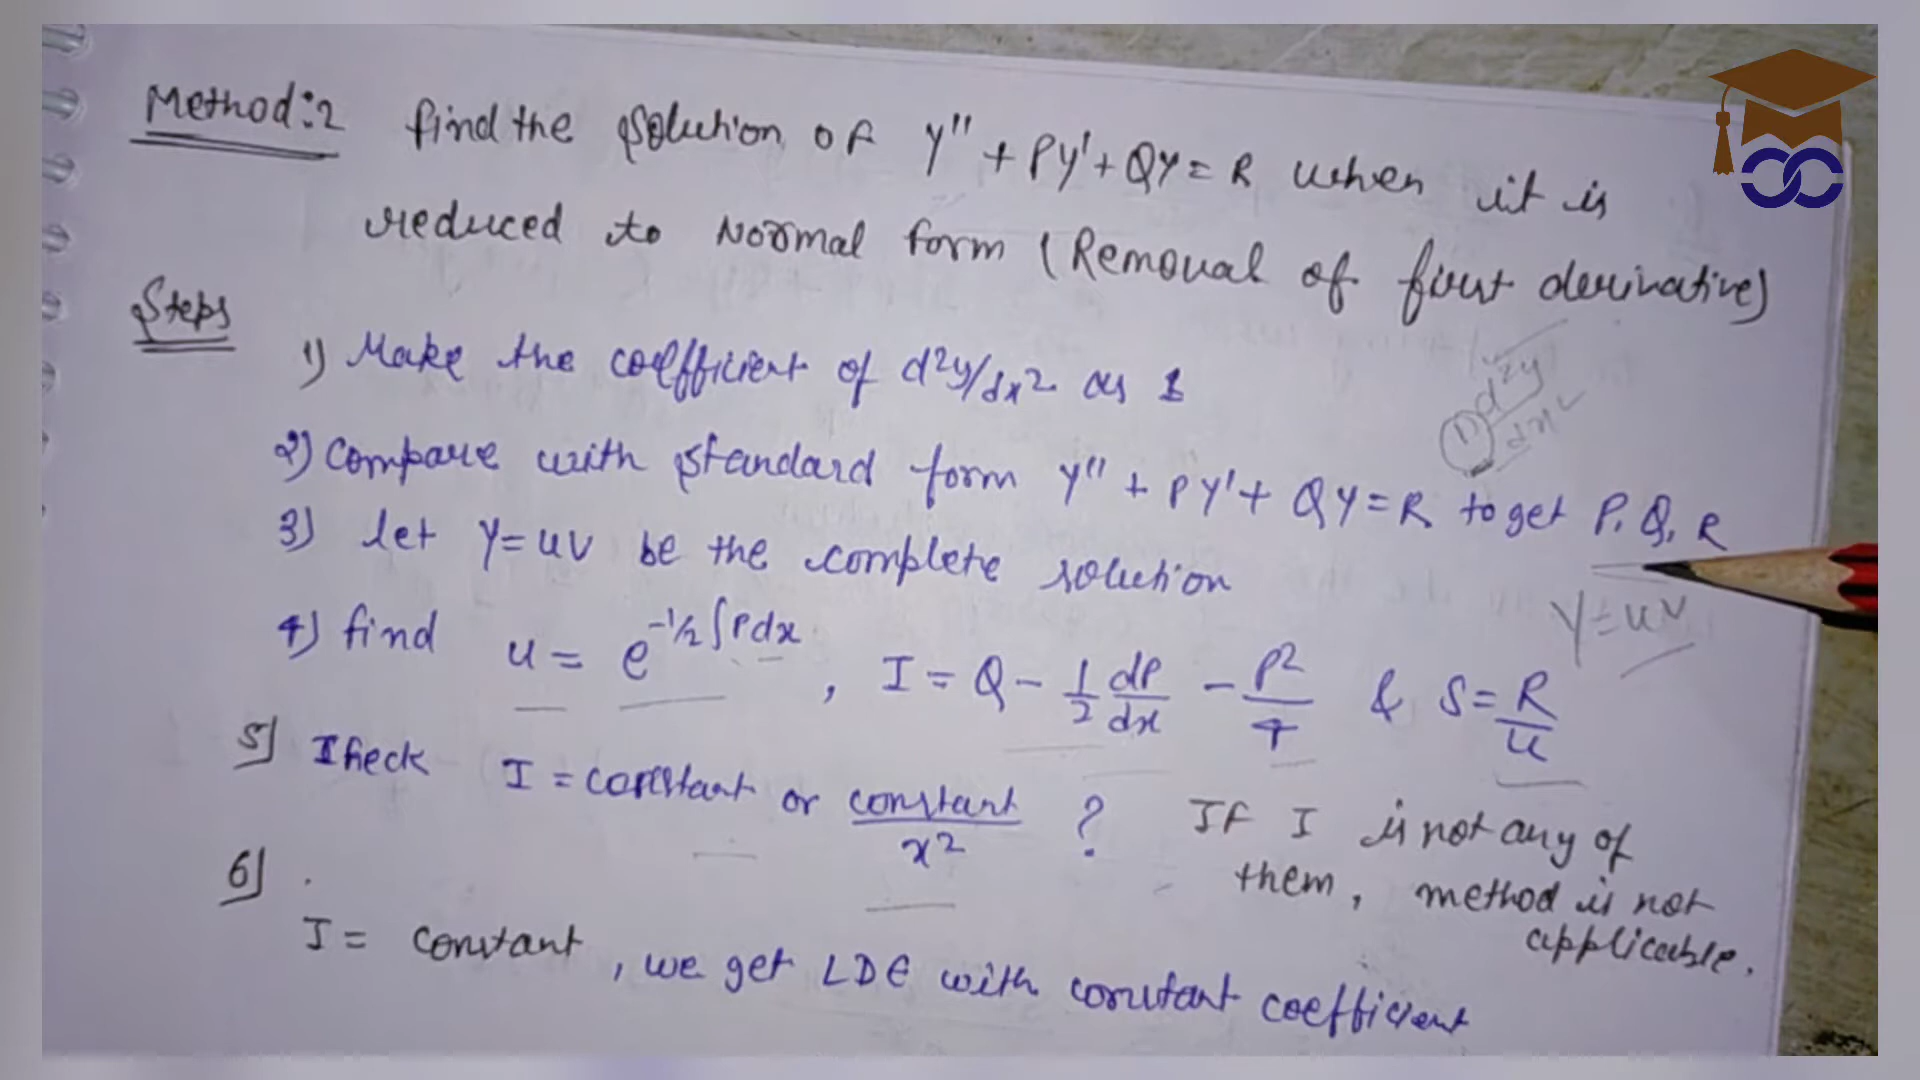 Method:2 find the solution of y'' + Py' + Qy = R when it is
reduced to Normal form (Removal of first derivative)
Steps
1) Make the coefficient of d²y/dx² as 1
① d²y/dx²
2) Compare with standard form y'' + Py' + Qy = R to get P, Q, R
3) let y = uv be the complete solution
y = uv
4) find u = e^(-1/2 ∫Pdx) , I = Q - 1/2 dP/dx - P²/4 & S = R/u
5) Check I = constant or constant/x² ? If I is not any of
them, method is not
applicable.
6)
I = constant, we get LDE with constant coefficient